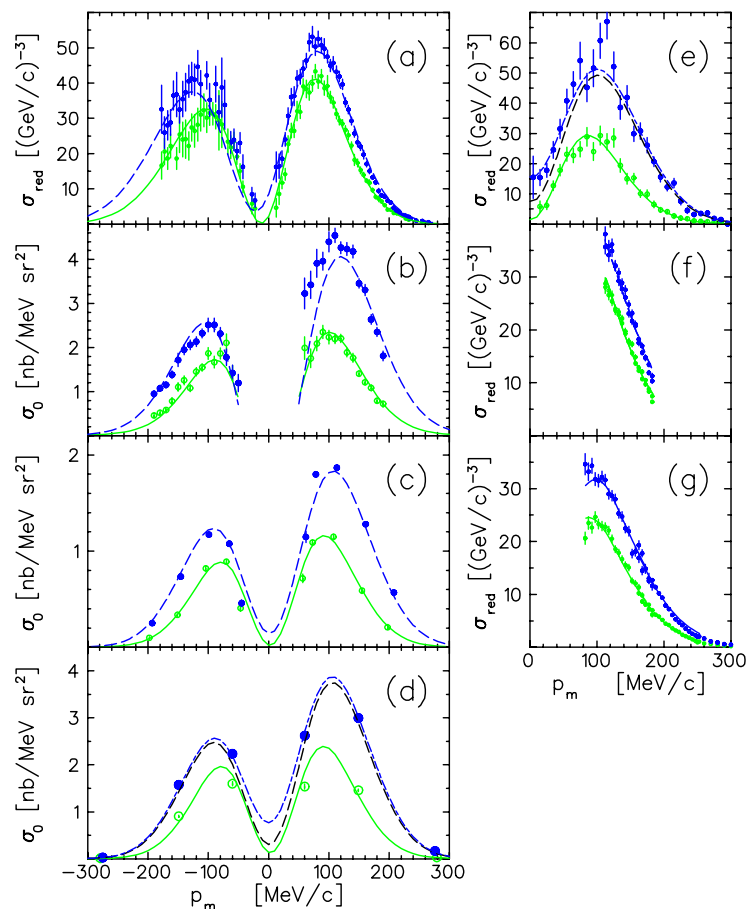 50
40
30
20
10
σred [(GeV/c)−3]
(a)
4
3
2
1
σ0 [nb/MeV sr2]
(b)
2
1
σ0 [nb/MeV sr2]
(c)
4
3
2
1
0
σ0 [nb/MeV sr2]
(d)
−300 −200 −100 0 100 200 300
pm [MeV/c]
60
50
40
30
20
10
σred [(GeV/c)−3]
(e)
30
20
10
σred [(GeV/c)−3]
(f)
30
20
10
σred [(GeV/c)−3]
(g)
0 100 200 300
pm [MeV/c]